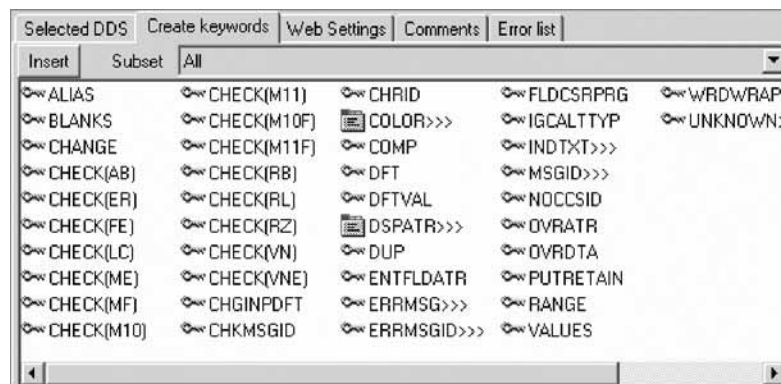 Selected DDS Create keywords Web Settings Comments Error list
Insert Subset All
ALIAS CHECK(M11) CHRID FLDCSRPRG WRDWRAP
BLANKS CHECK(M10F) COLOR>>> IGCALTTYP UNKNOWN>
CHANGE CHECK(M11F) COMP INDTXT>>>
CHECK(AB) CHECK(RB) DFT MSGID>>>
CHECK(ER) CHECK(RL) DFTVAL NOCCSID
CHECK(FE) CHECK(RZ) DSPATR>>> OVRATR
CHECK(LC) CHECK(VN) DUP OVRDTA
CHECK(ME) CHECK(VNE) ENTFLDATR PUTRETAIN
CHECK(MF) CHGINPDFT ERRMSG>>> RANGE
CHECK(M10) CHKMSGID ERRMSGID>>> VALUES